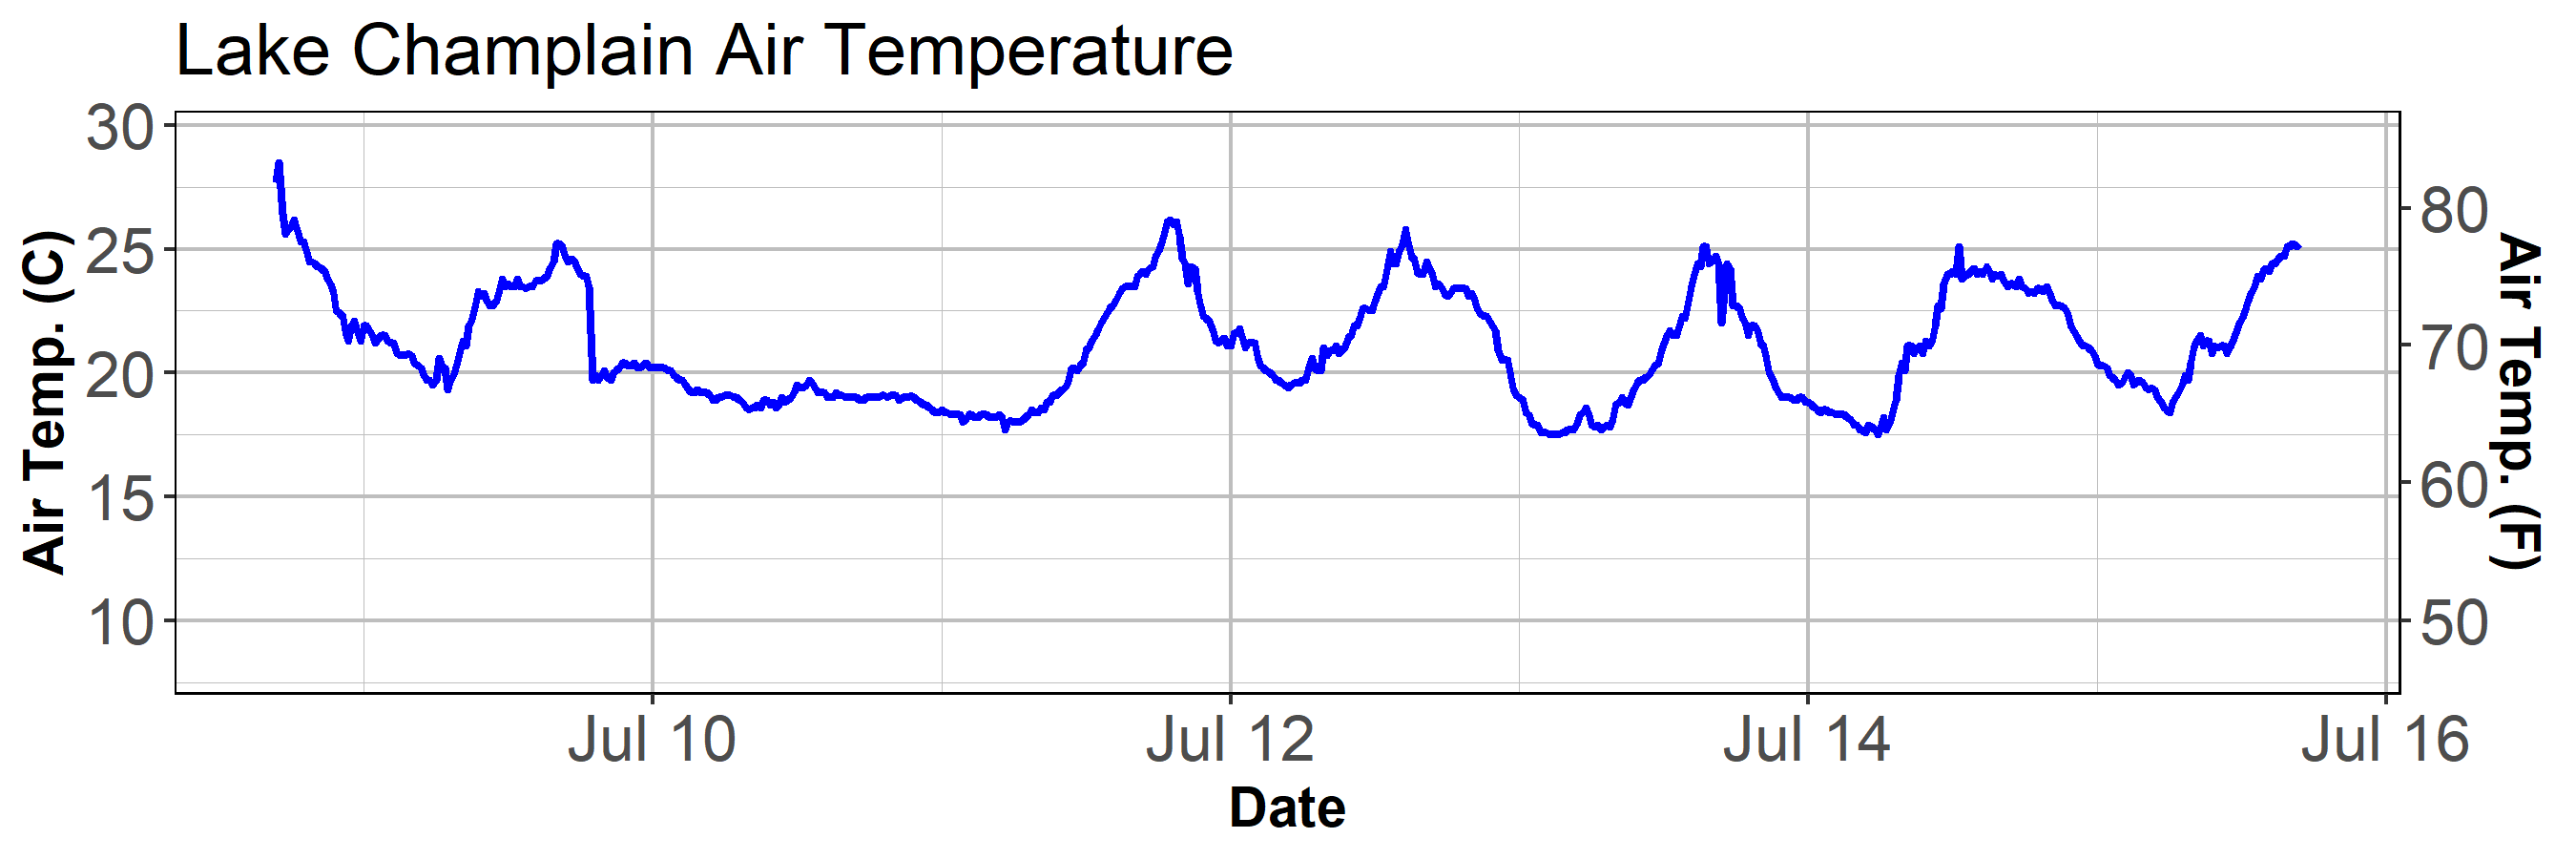 Lake Champlain Air Temperature
30
25
20
15
10
Air Temp. (C)
80
70
60
50
Air Temp. (F)
Jul 10
Jul 12
Jul 14
Jul 16
Date